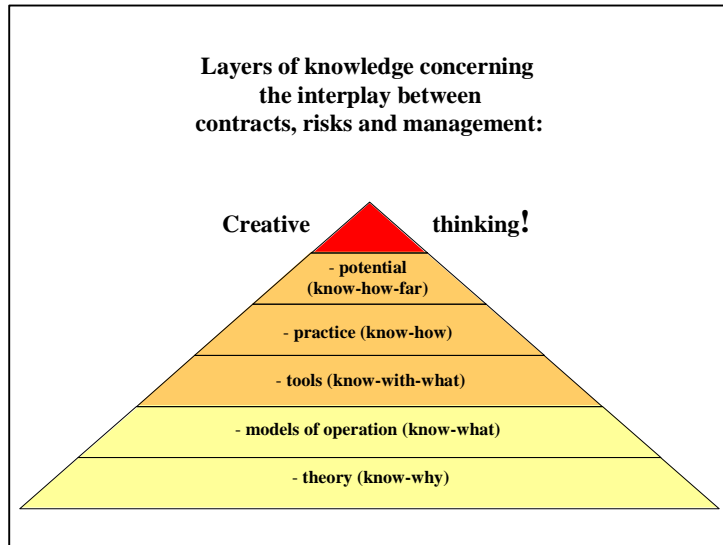 Layers of knowledge concerning
the interplay between
contracts, risks and management:
Creative thinking!
- potential
(know-how-far)
- practice (know-how)
- tools (know-with-what)
- models of operation (know-what)
- theory (know-why)